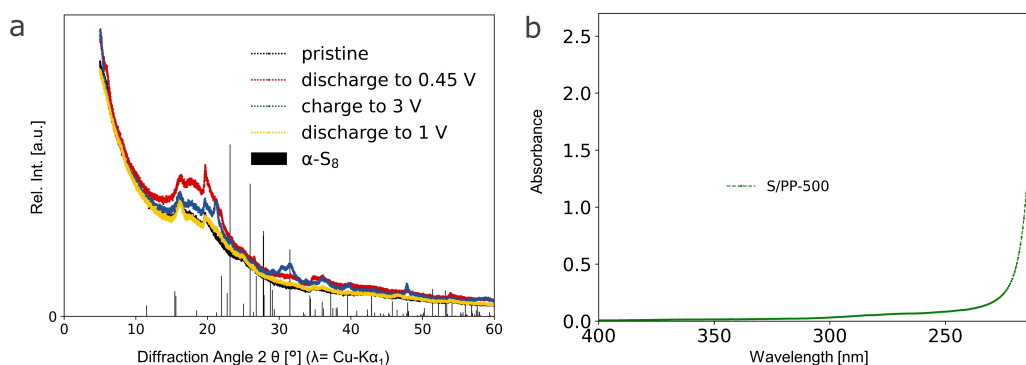 a
Rel. Int. [a.u.]
pristine
discharge to 0.45 V
charge to 3 V
discharge to 1 V
α-S8
0
0 10 20 30 40 50 60
Diffraction Angle 2 θ [º] (λ= Cu-Kα1)
b
Absorbance
2.5
2.0
1.5
1.0
0.5
0.0
S/PP-500
400 350 300 250
Wavelength [nm]